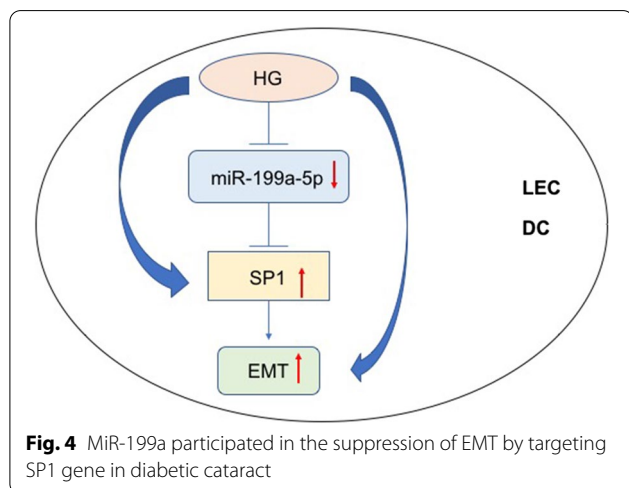 HG
miR-199a-5p
LEC
DC
SP1
EMT
Fig. 4 MiR-199a participated in the suppression of EMT by targeting
SP1 gene in diabetic cataract